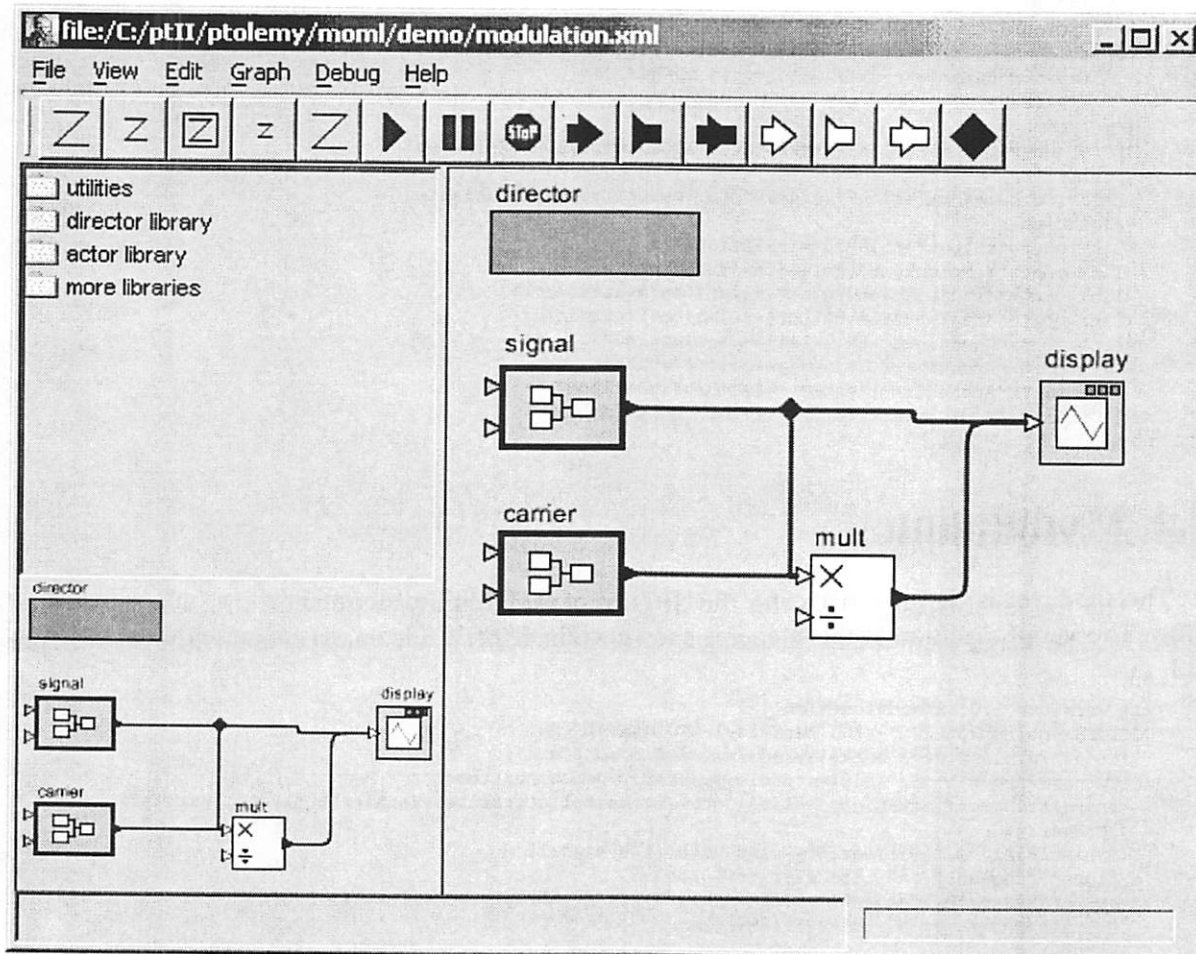 file:/C:/ptII/ptolemy/moml/demo/modulation.xml
File View Edit Graph Debug Help
Z Z Z Z Z STOP
utilities
director library
actor library
more libraries
director
signal
display
carrier
mult
director
signal
display
carrier
mult